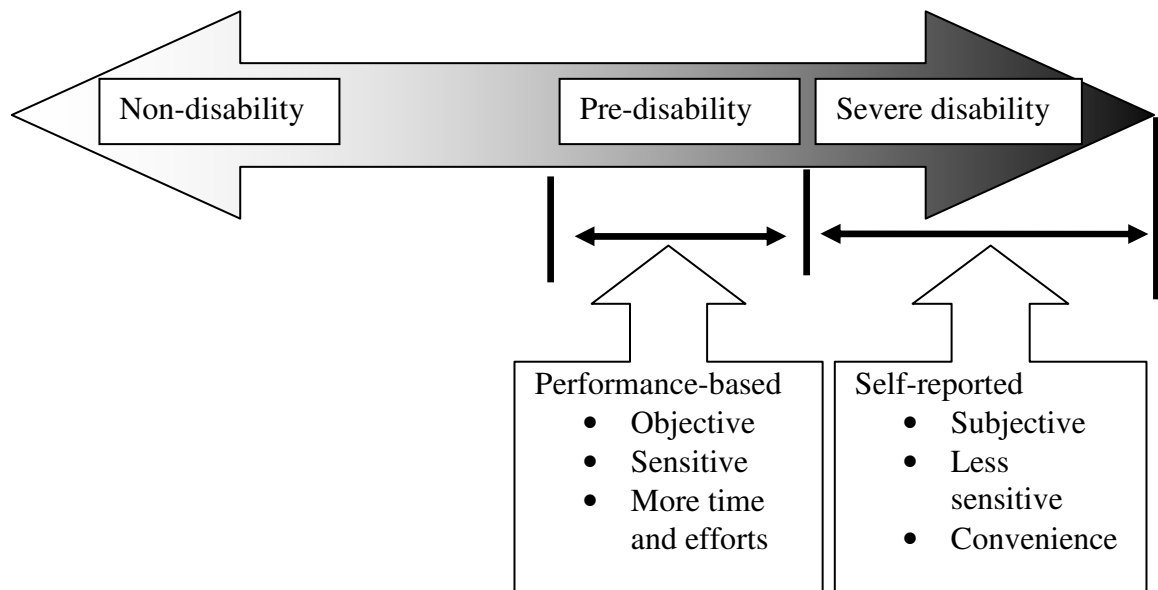 Non-disability
Pre-disability
Severe disability
Performance-based
• Objective
• Sensitive
• More time
and efforts
Self-reported
• Subjective
• Less
sensitive
• Convenience